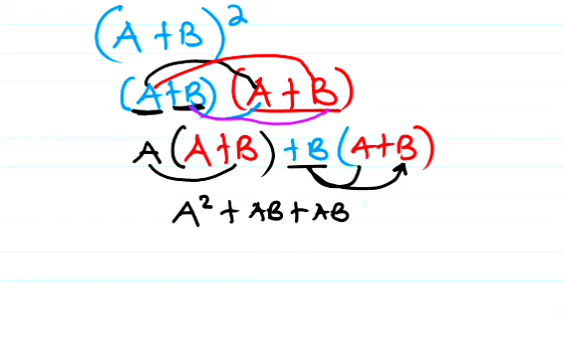 (A+B)²
(A+B) (A+B)
A(A+B) +B(A+B)
A² + AB + AB